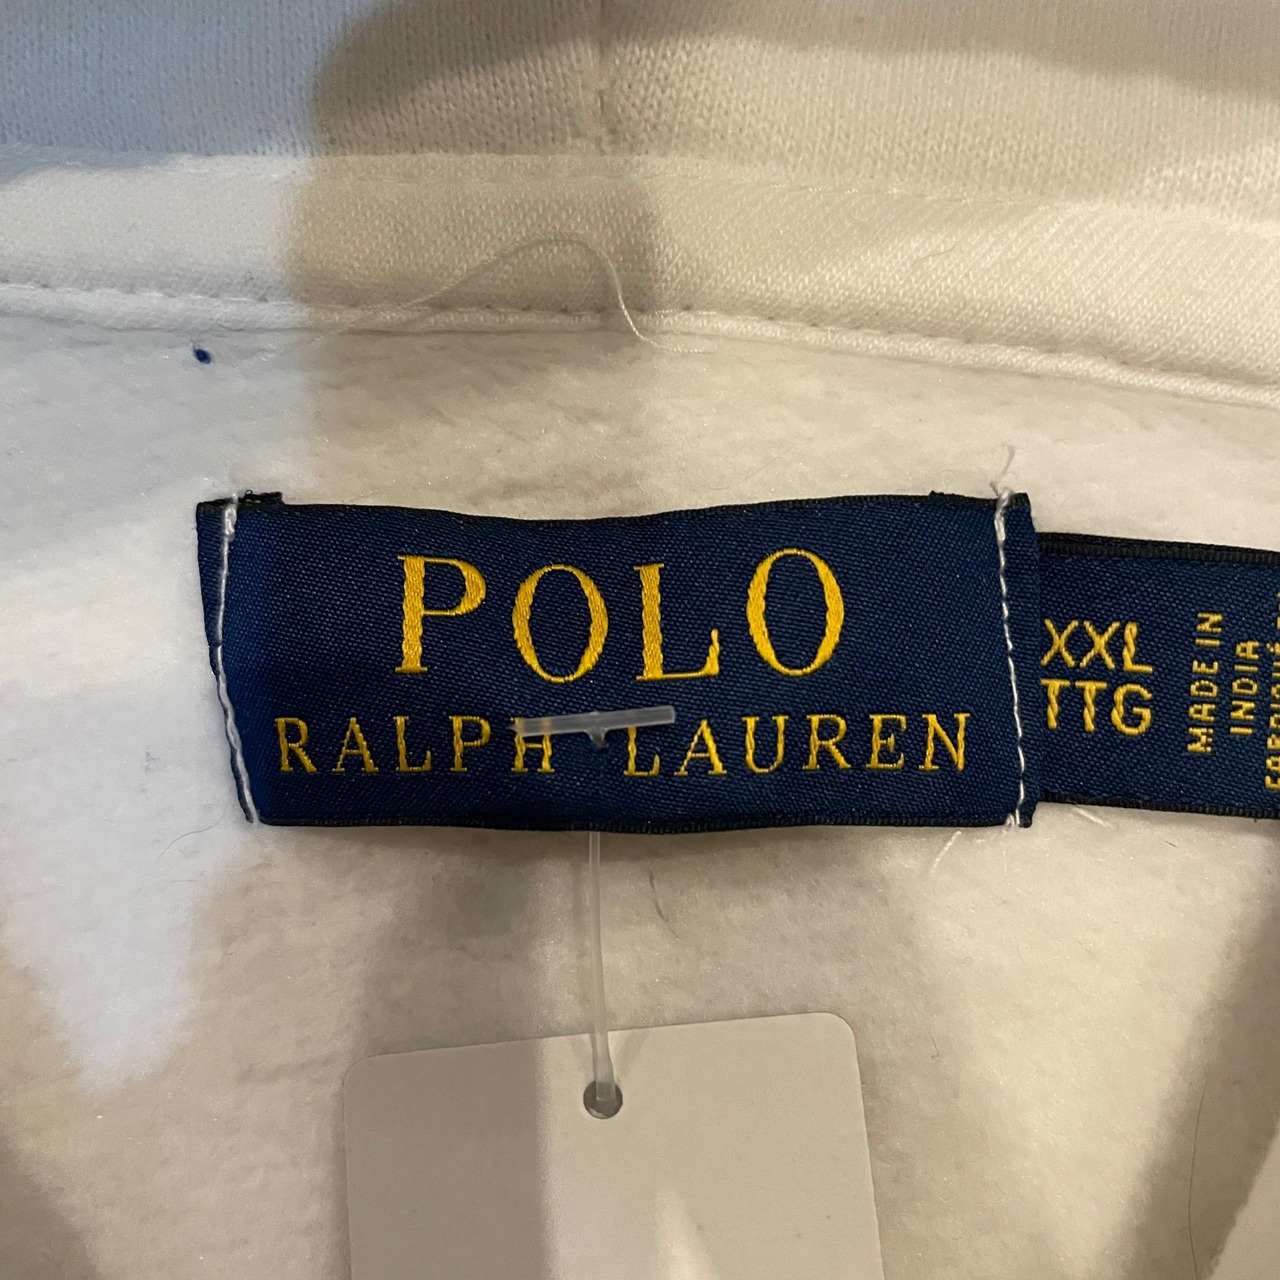 POLO
RALPH LAUREN
XXL
TTG
MADE IN
INDIA